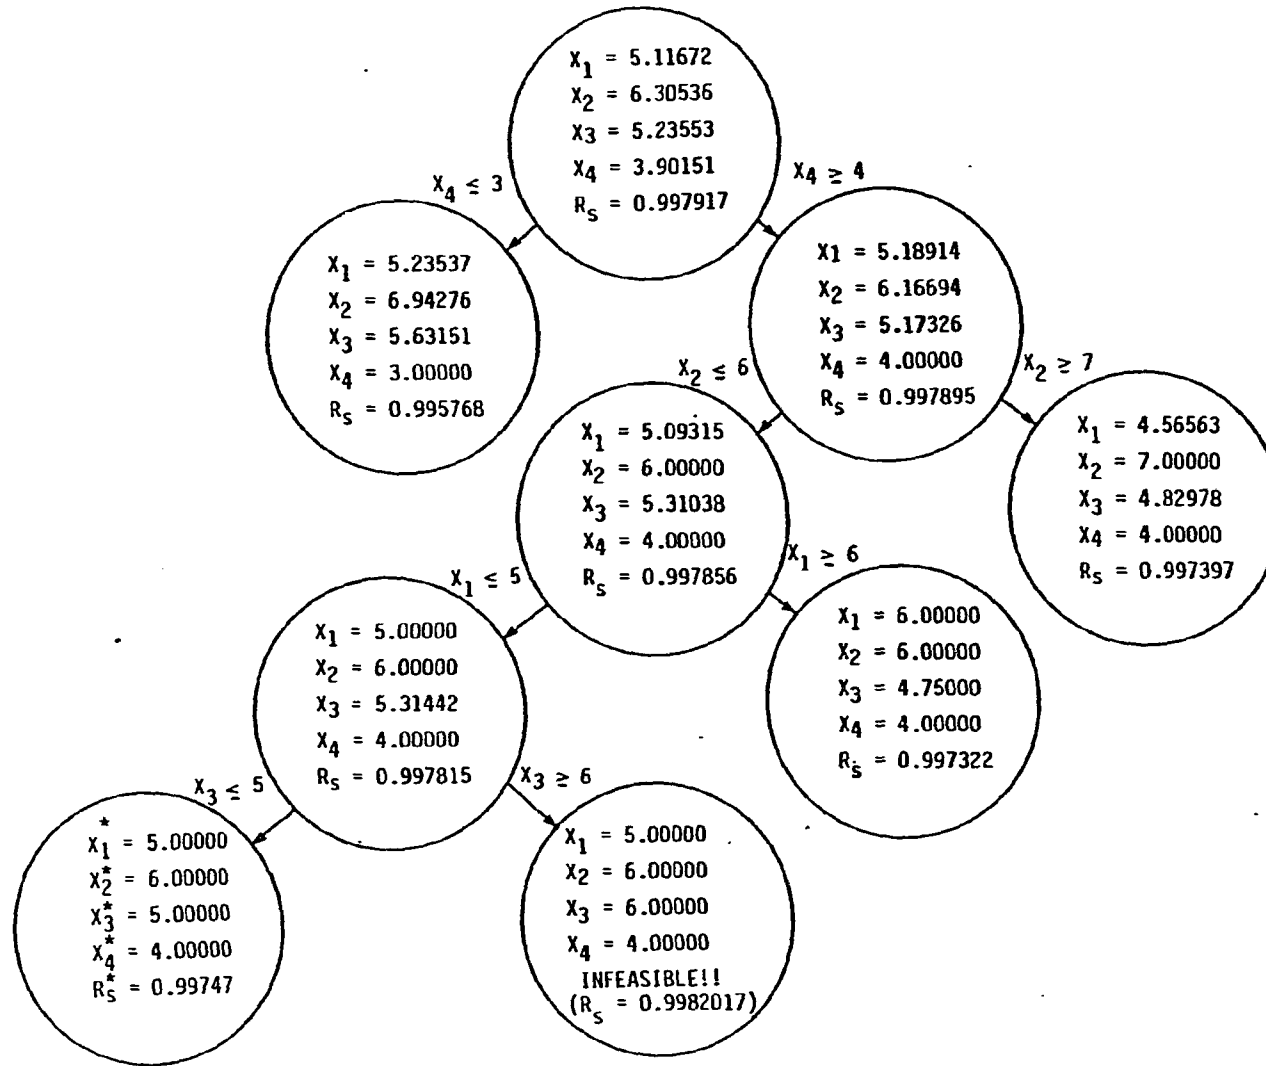 X1 = 5.11672
X2 = 6.30536
X3 = 5.23553
X4 = 3.90151
RS = 0.997917
X4 ≤ 3
X4 ≥ 4
X1 = 5.23537
X2 = 6.94276
X3 = 5.63151
X4 = 3.00000
RS = 0.995768
X1 = 5.18914
X2 = 6.16694
X3 = 5.17326
X4 = 4.00000
RS = 0.997895
X2 ≤ 6
X2 ≥ 7
X1 = 5.09315
X2 = 6.00000
X3 = 5.31038
X4 = 4.00000
RS = 0.997856
X1 = 4.56563
X2 = 7.00000
X3 = 4.82978
X4 = 4.00000
RS = 0.997397
X1 ≤ 5
X1 ≥ 6
X1 = 5.00000
X2 = 6.00000
X3 = 5.31442
X4 = 4.00000
RS = 0.997815
X1 = 6.00000
X2 = 6.00000
X3 = 4.75000
X4 = 4.00000
RS = 0.997322
X3 ≤ 5
X3 ≥ 6
X1* = 5.00000
X2* = 6.00000
X3* = 5.00000
X4* = 4.00000
RS* = 0.99747
X1 = 5.00000
X2 = 6.00000
X3 = 6.00000
X4 = 4.00000
INFEASIBLE!!
(RS = 0.9982017)